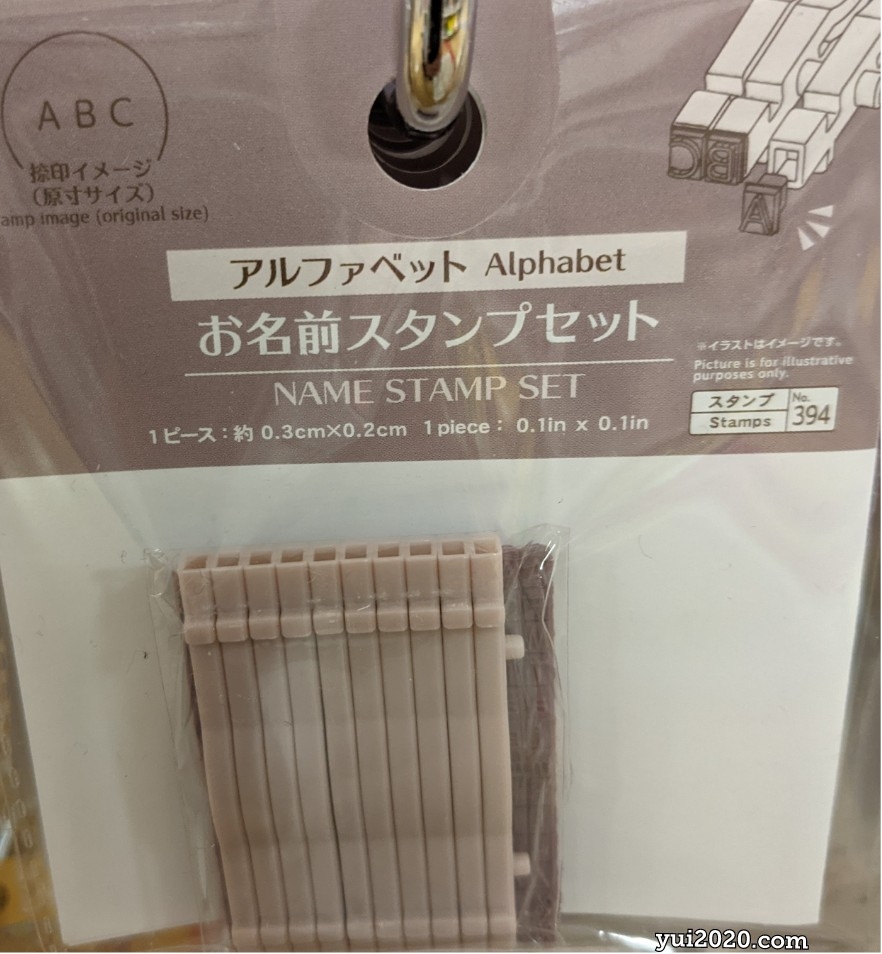 A B C
捺印イメージ
（原寸サイズ）
amp image (original size)
C B
A
アルファベット Alphabet
お名前スタンプセット
NAME STAMP SET
1ピース：約 0.3cm×0.2cm 1piece： 0.1in x 0.1in
※イラストはイメージです。
Picture is for illustrative
purposes only.
スタンプ No.
Stamps 394
yui2020.com